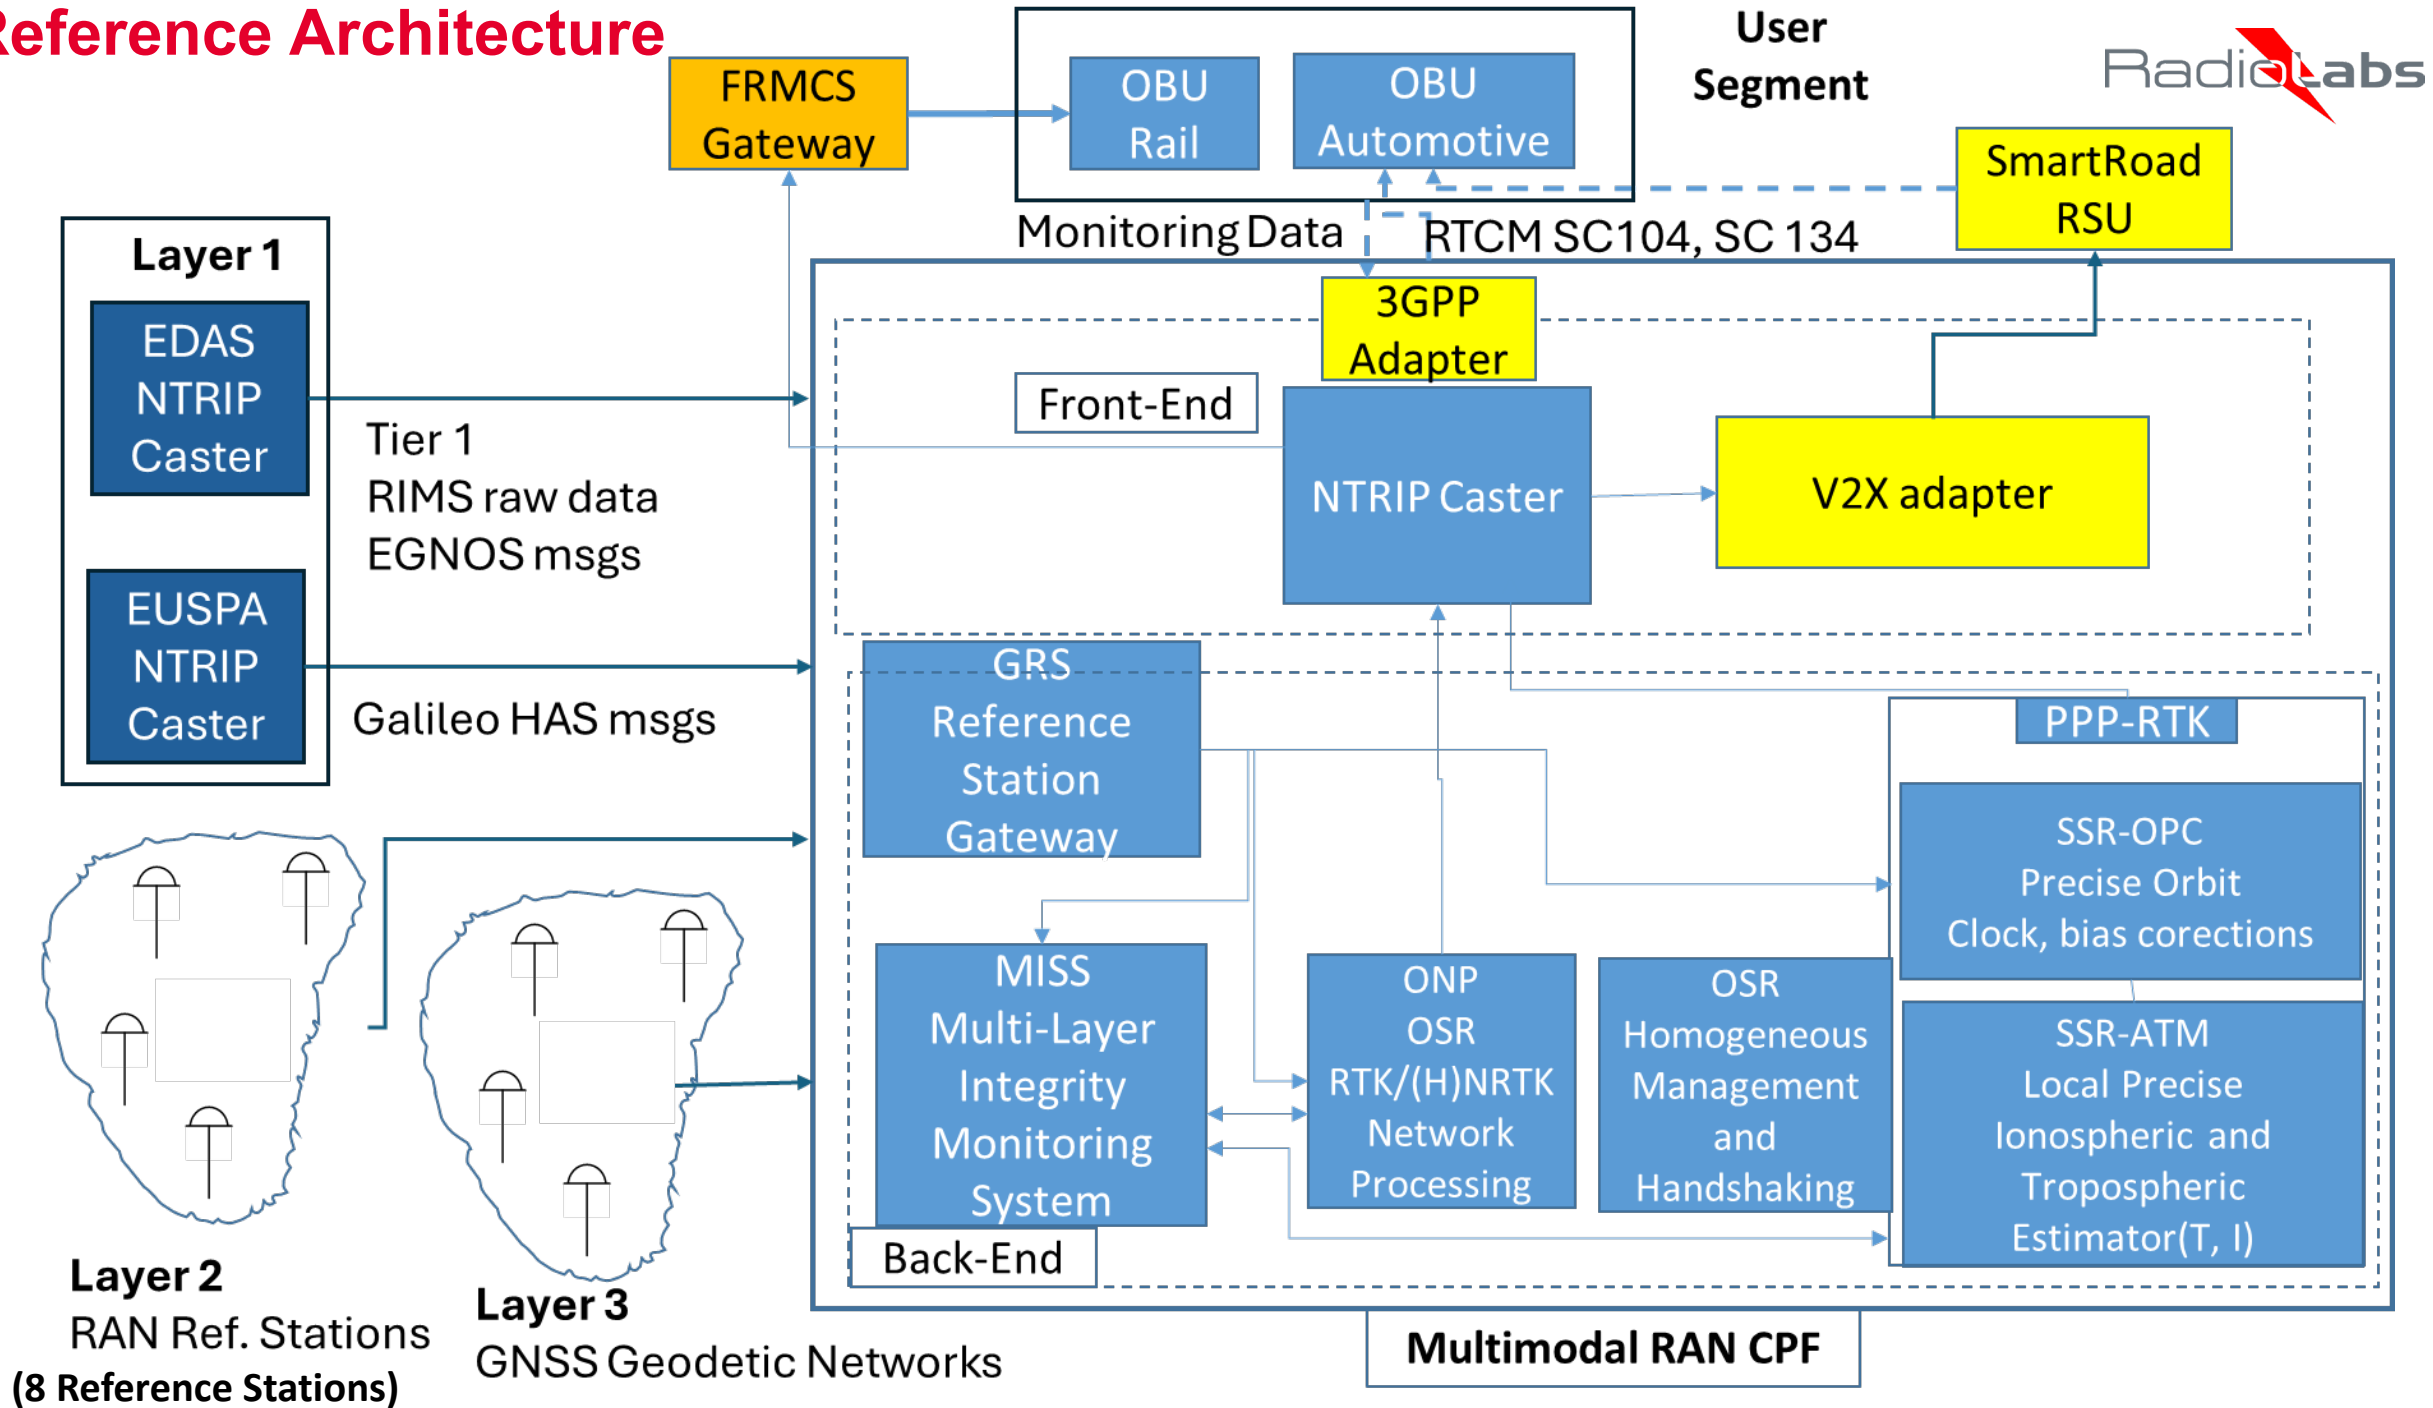 Reference Architecture
FRMCS
Gateway
OBU
Rail
OBU
Automotive
User
Segment
RadioLabs
SmartRoad
RSU
Monitoring Data
RTCM SC104, SC 134
Layer 1
EDAS
NTRIP
Caster
Tier 1
RIMS raw data
EGNOS msgs
EUSPA
NTRIP
Caster
Galileo HAS msgs
3GPP
Adapter
Front-End
NTRIP Caster
V2X adapter
GRS
Reference
Station
Gateway
PPP-RTK
SSR-OPC
Precise Orbit
Clock, bias corections
MISS
Multi-Layer
Integrity
Monitoring
System
ONP
OSR
RTK/(H)NRTK
Network
Processing
OSR
Homogeneous
Management
and
Handshaking
SSR-ATM
Local Precise
Ionospheric and
Tropospheric
Estimator(T, I)
Back-End
Layer 2
RAN Ref. Stations
(8 Reference Stations)
Layer 3
GNSS Geodetic Networks
Multimodal RAN CPF